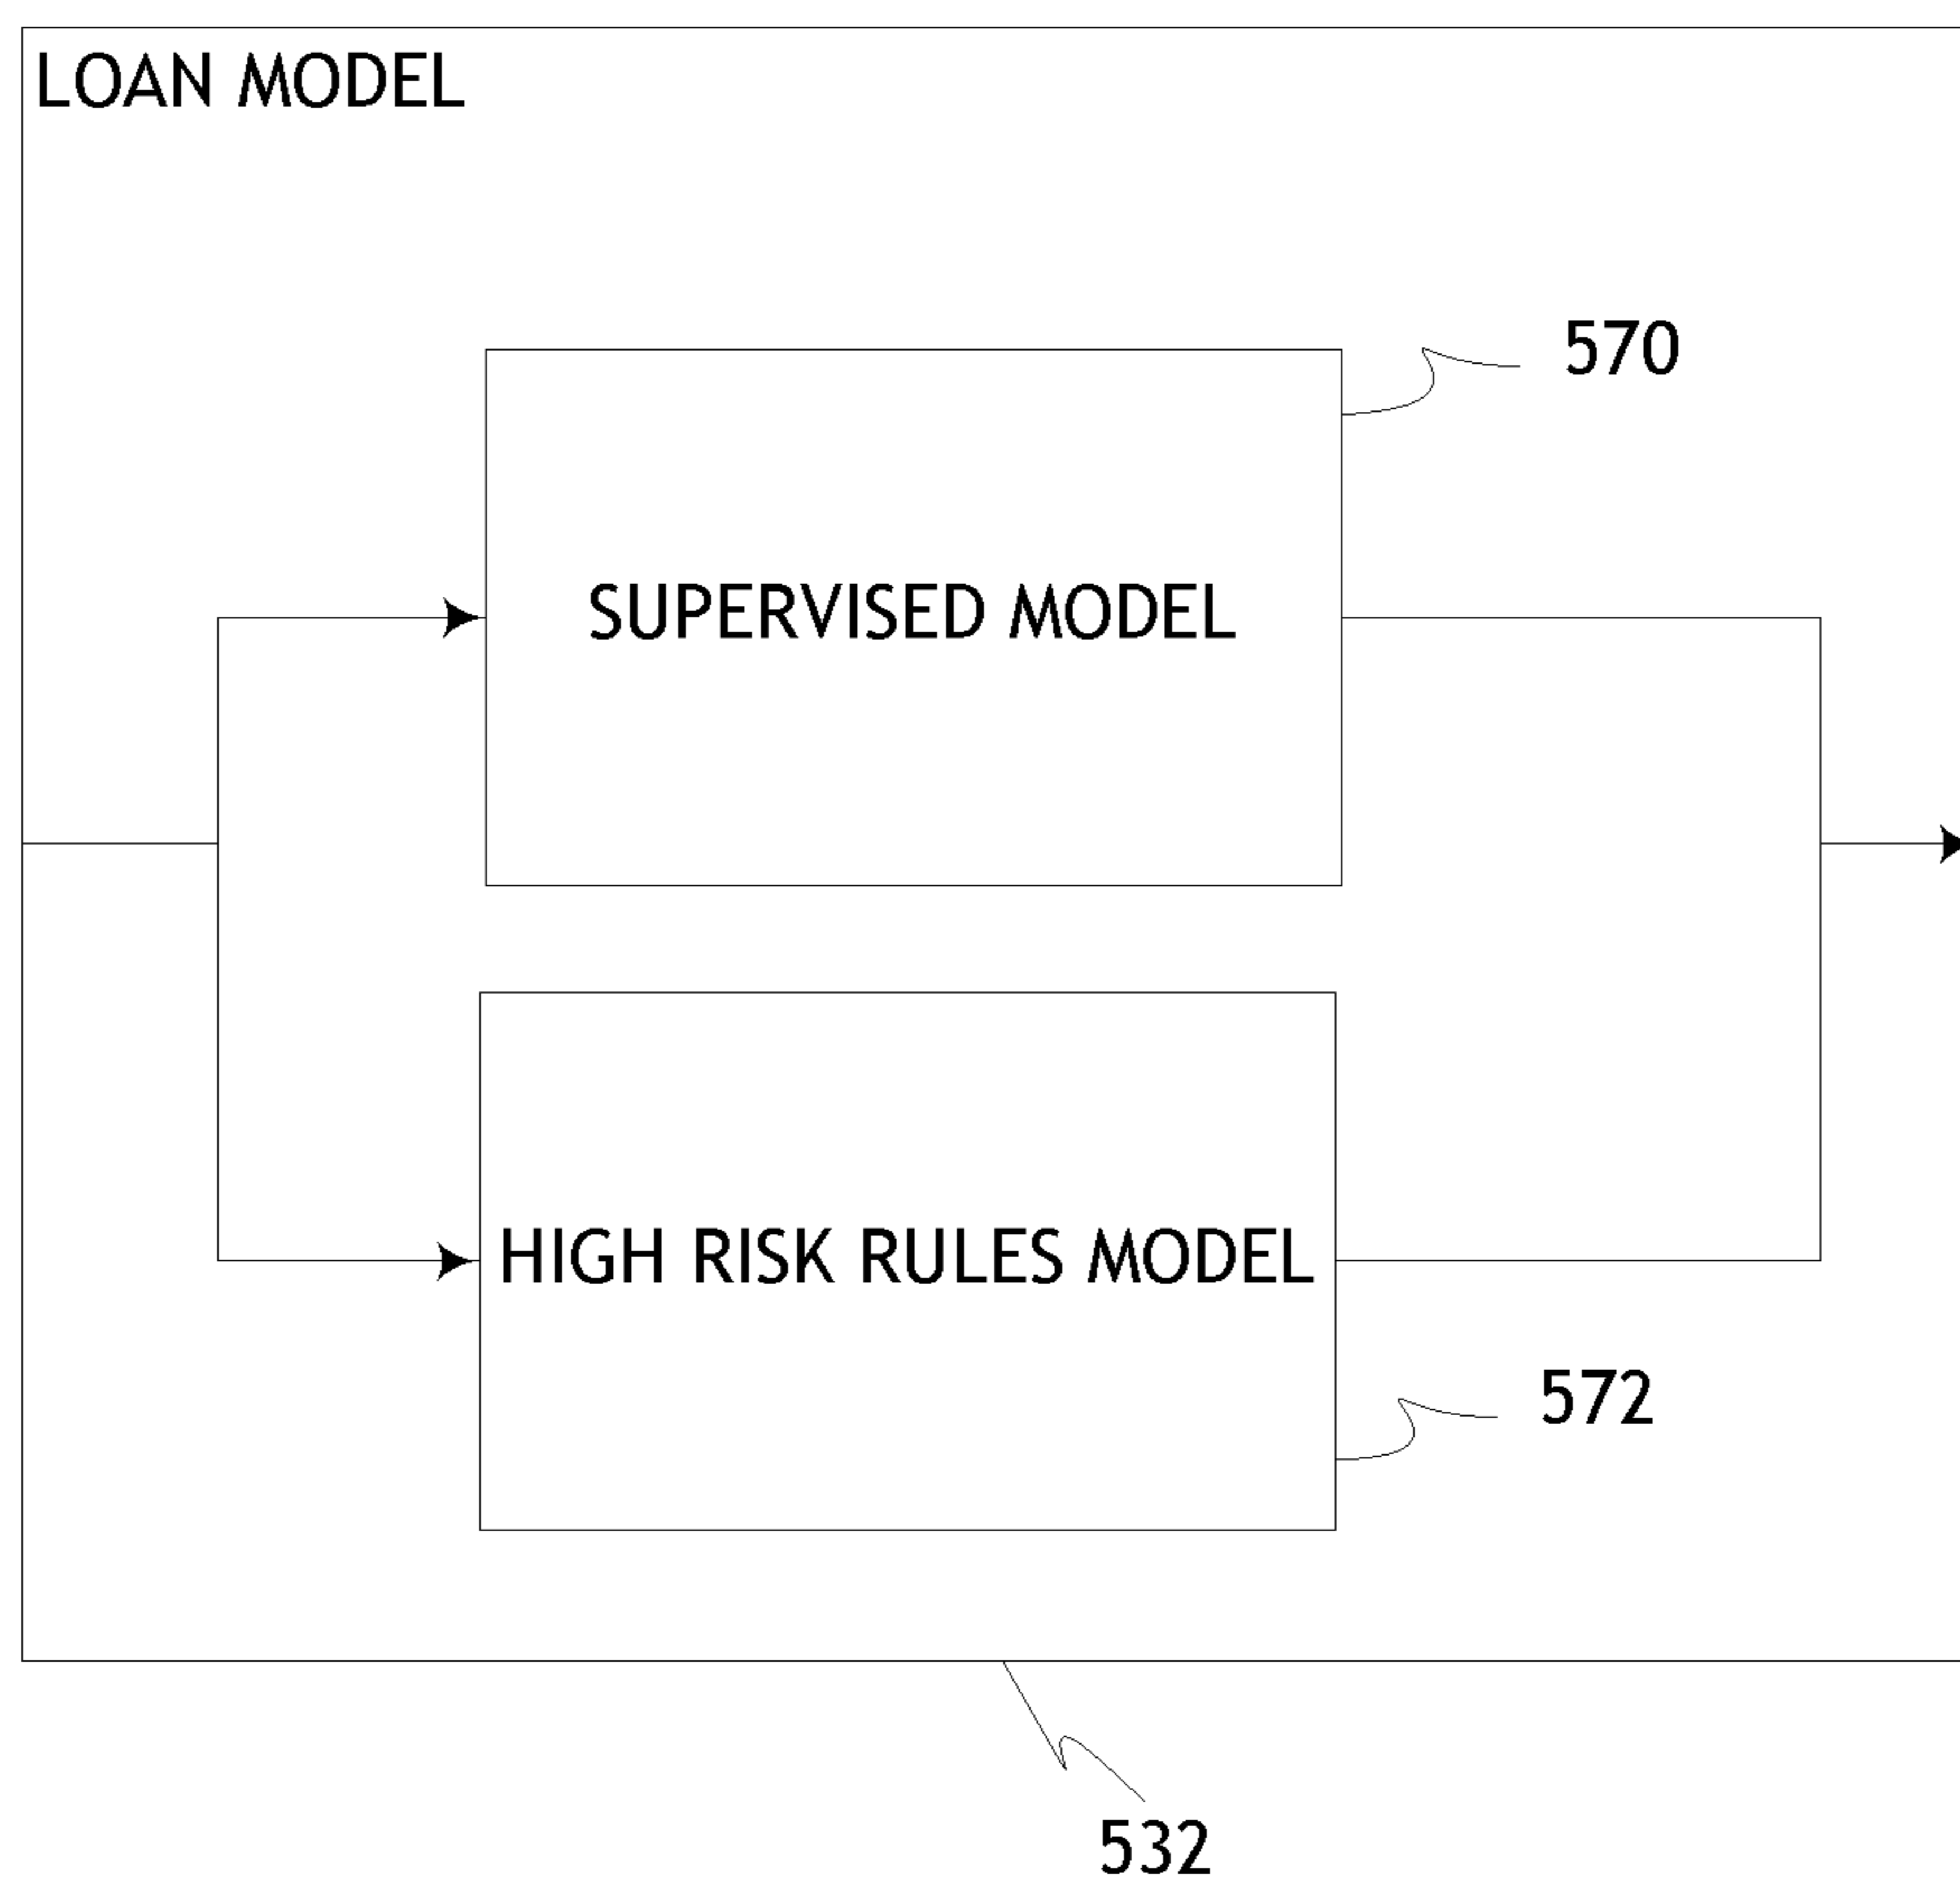 LOAN MODEL
570
SUPERVISED MODEL
HIGH RISK RULES MODEL
572
532